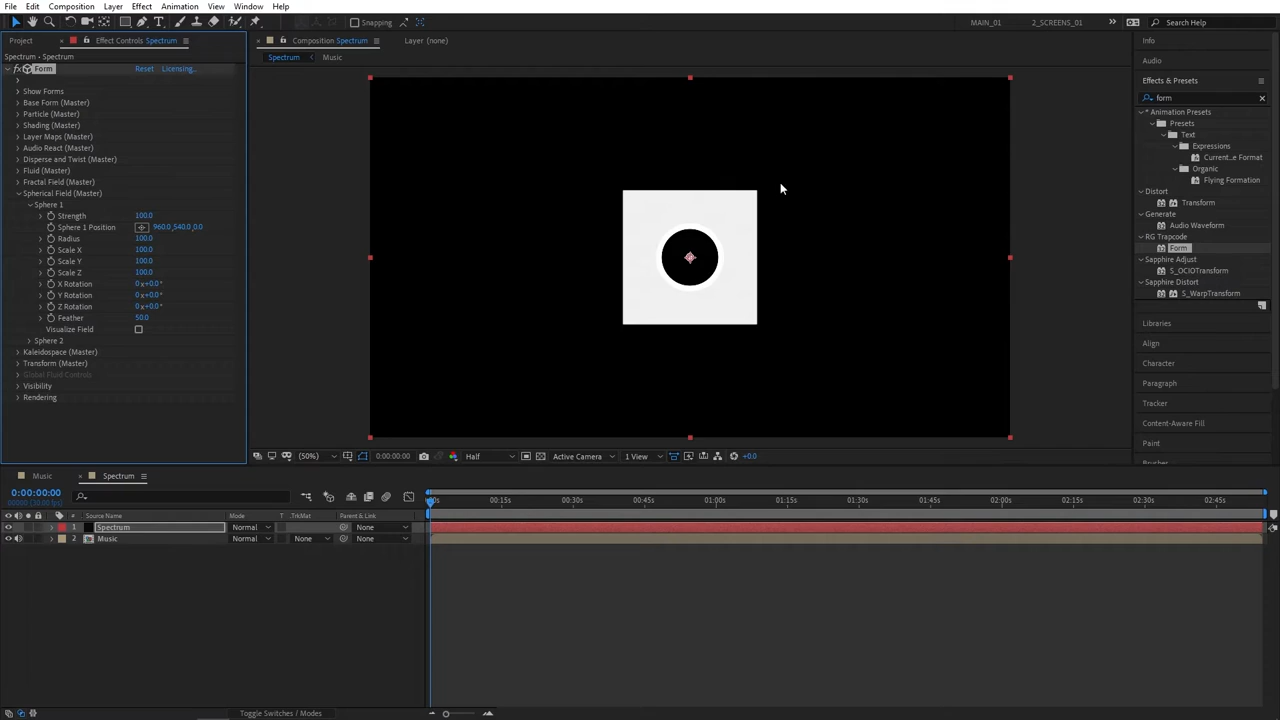 File Edit Composition Layer Effect Animation View Window Help
Snapping MAIN_01 2_SCREENS_01 Search Help
Project Effect Controls Spectrum
Composition Spectrum
Layer (none)
Spectrum • Spectrum
Spectrum Music
Form Reset Licensing...
Show Forms
Base Form (Master)
Particle (Master)
Shading (Master)
Layer Maps (Master)
Audio React (Master)
Disperse and Twist (Master)
Fluid (Master)
Fractal Field (Master)
Spherical Field (Master)
Sphere 1
Strength 100.0
Sphere 1 Position 960.0,540.0,0.0
Radius 100.0
Scale X 100.0
Scale Y 100.0
Scale Z 100.0
X Rotation 0x+0.0°
Y Rotation 0x+0.0°
Z Rotation 0x+0.0°
Feather 50.0
Visualize Field
Sphere 2
Kaleidospace (Master)
Transform (Master)
Global Fluid Controls
Visibility
Rendering
(50%) 0:00:00:00 Half Active Camera 1 View +0.0
Info
Audio
Effects & Presets
form
* Animation Presets
Presets
Text
Expressions
Current...e Format
Organic
Flying Formation
Distort
Transform
Generate
Audio Waveform
RG Trapcode
Form
Sapphire Adjust
S_OCIOTransform
Sapphire Distort
S_WarpTransform
Libraries
Align
Character
Paragraph
Tracker
Content-Aware Fill
Paint
Brushes
Music Spectrum
0:00:00:00
# Source Name Mode T .TrkMat Parent & Link
1 Spectrum Normal None
2 Music Normal None None
00s 00:15s 00:30s 00:45s 01:00s 01:15s 01:30s 01:45s 02:00s 02:15s 02:30s 02:45s
Toggle Switches / Modes